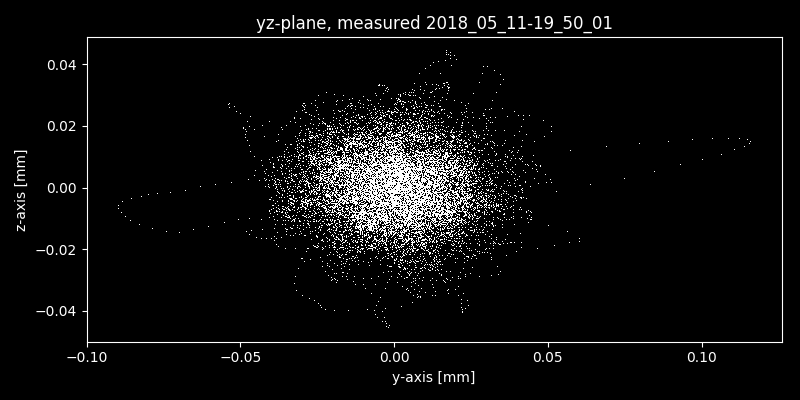 yz-plane, measured 2018_05_11-19_50_01
0.04
0.02
0.00
−0.02
−0.04
z-axis [mm]
−0.10 −0.05 0.00 0.05 0.10
y-axis [mm]